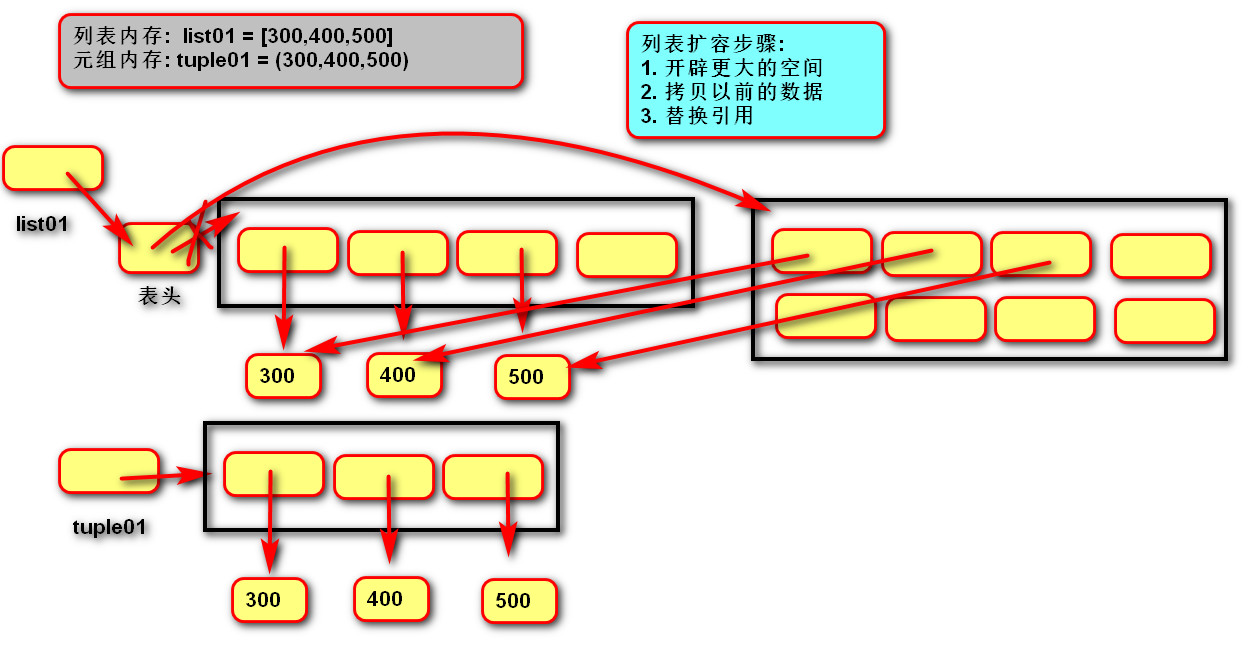 列表内存: list01 = [300,400,500]
元组内存: tuple01 = (300,400,500)
列表扩容步骤:
1. 开辟更大的空间
2. 拷贝以前的数据
3. 替换引用
list01
表头
300
400
500
tuple01
300
400
500